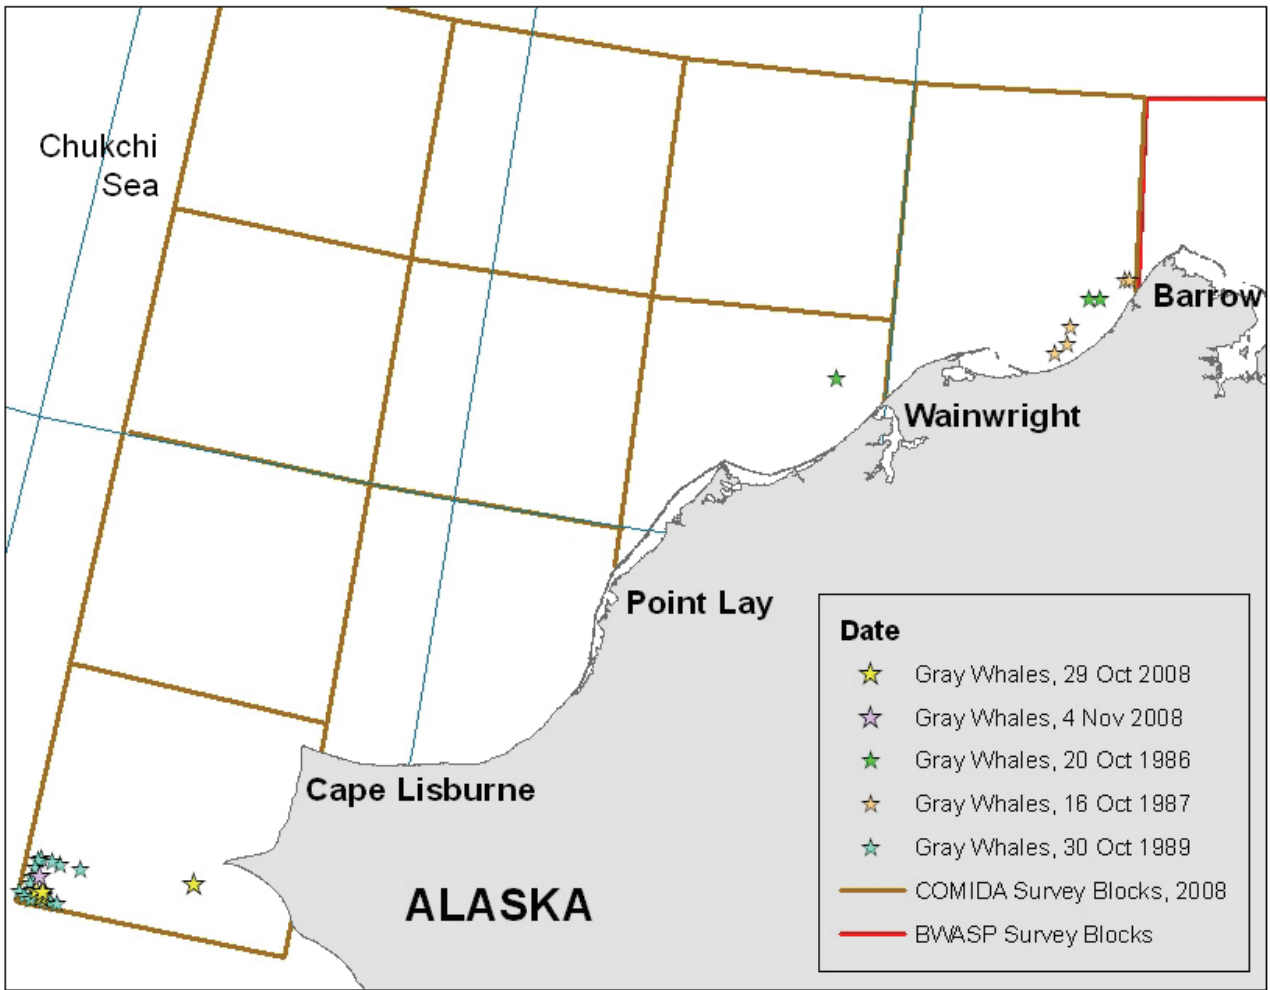 Chukchi
Sea
Barrow
Wainwright
Point Lay
Cape Lisburne
ALASKA
Date
Gray Whales, 29 Oct 2008
Gray Whales, 4 Nov 2008
Gray Whales, 20 Oct 1986
Gray Whales, 16 Oct 1987
Gray Whales, 30 Oct 1989
COMIDA Survey Blocks, 2008
BWASP Survey Blocks